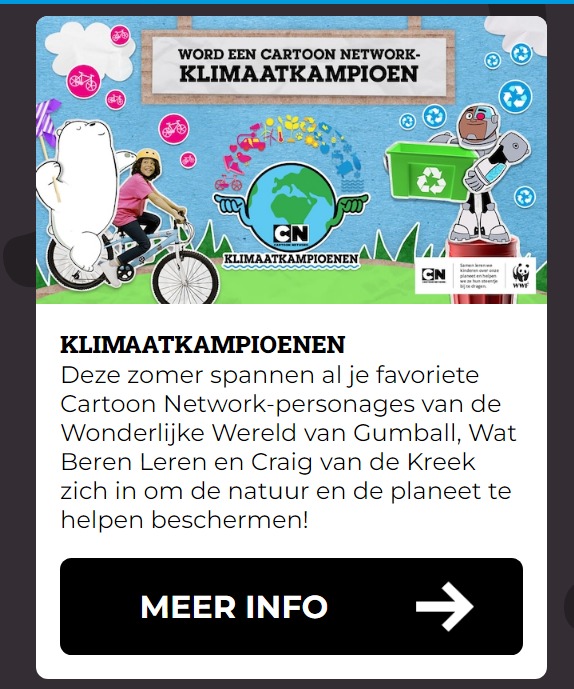 WORD EEN CARTOON NETWORK-
KLIMAATKAMPIOEN
CN
CARTOON NETWORK
KLIMAATKAMPIOENEN
CN
CARTOON NETWORK
Samen leren we
kinderen over onze
planeet en helpen
we ze hun steentje
bij te dragen.
WWF
KLIMAATKAMPIOENEN
Deze zomer spannen al je favoriete
Cartoon Network-personages van de
Wonderlijke Wereld van Gumball, Wat
Beren Leren en Craig van de Kreek
zich in om de natuur en de planeet te
helpen beschermen!
MEER INFO